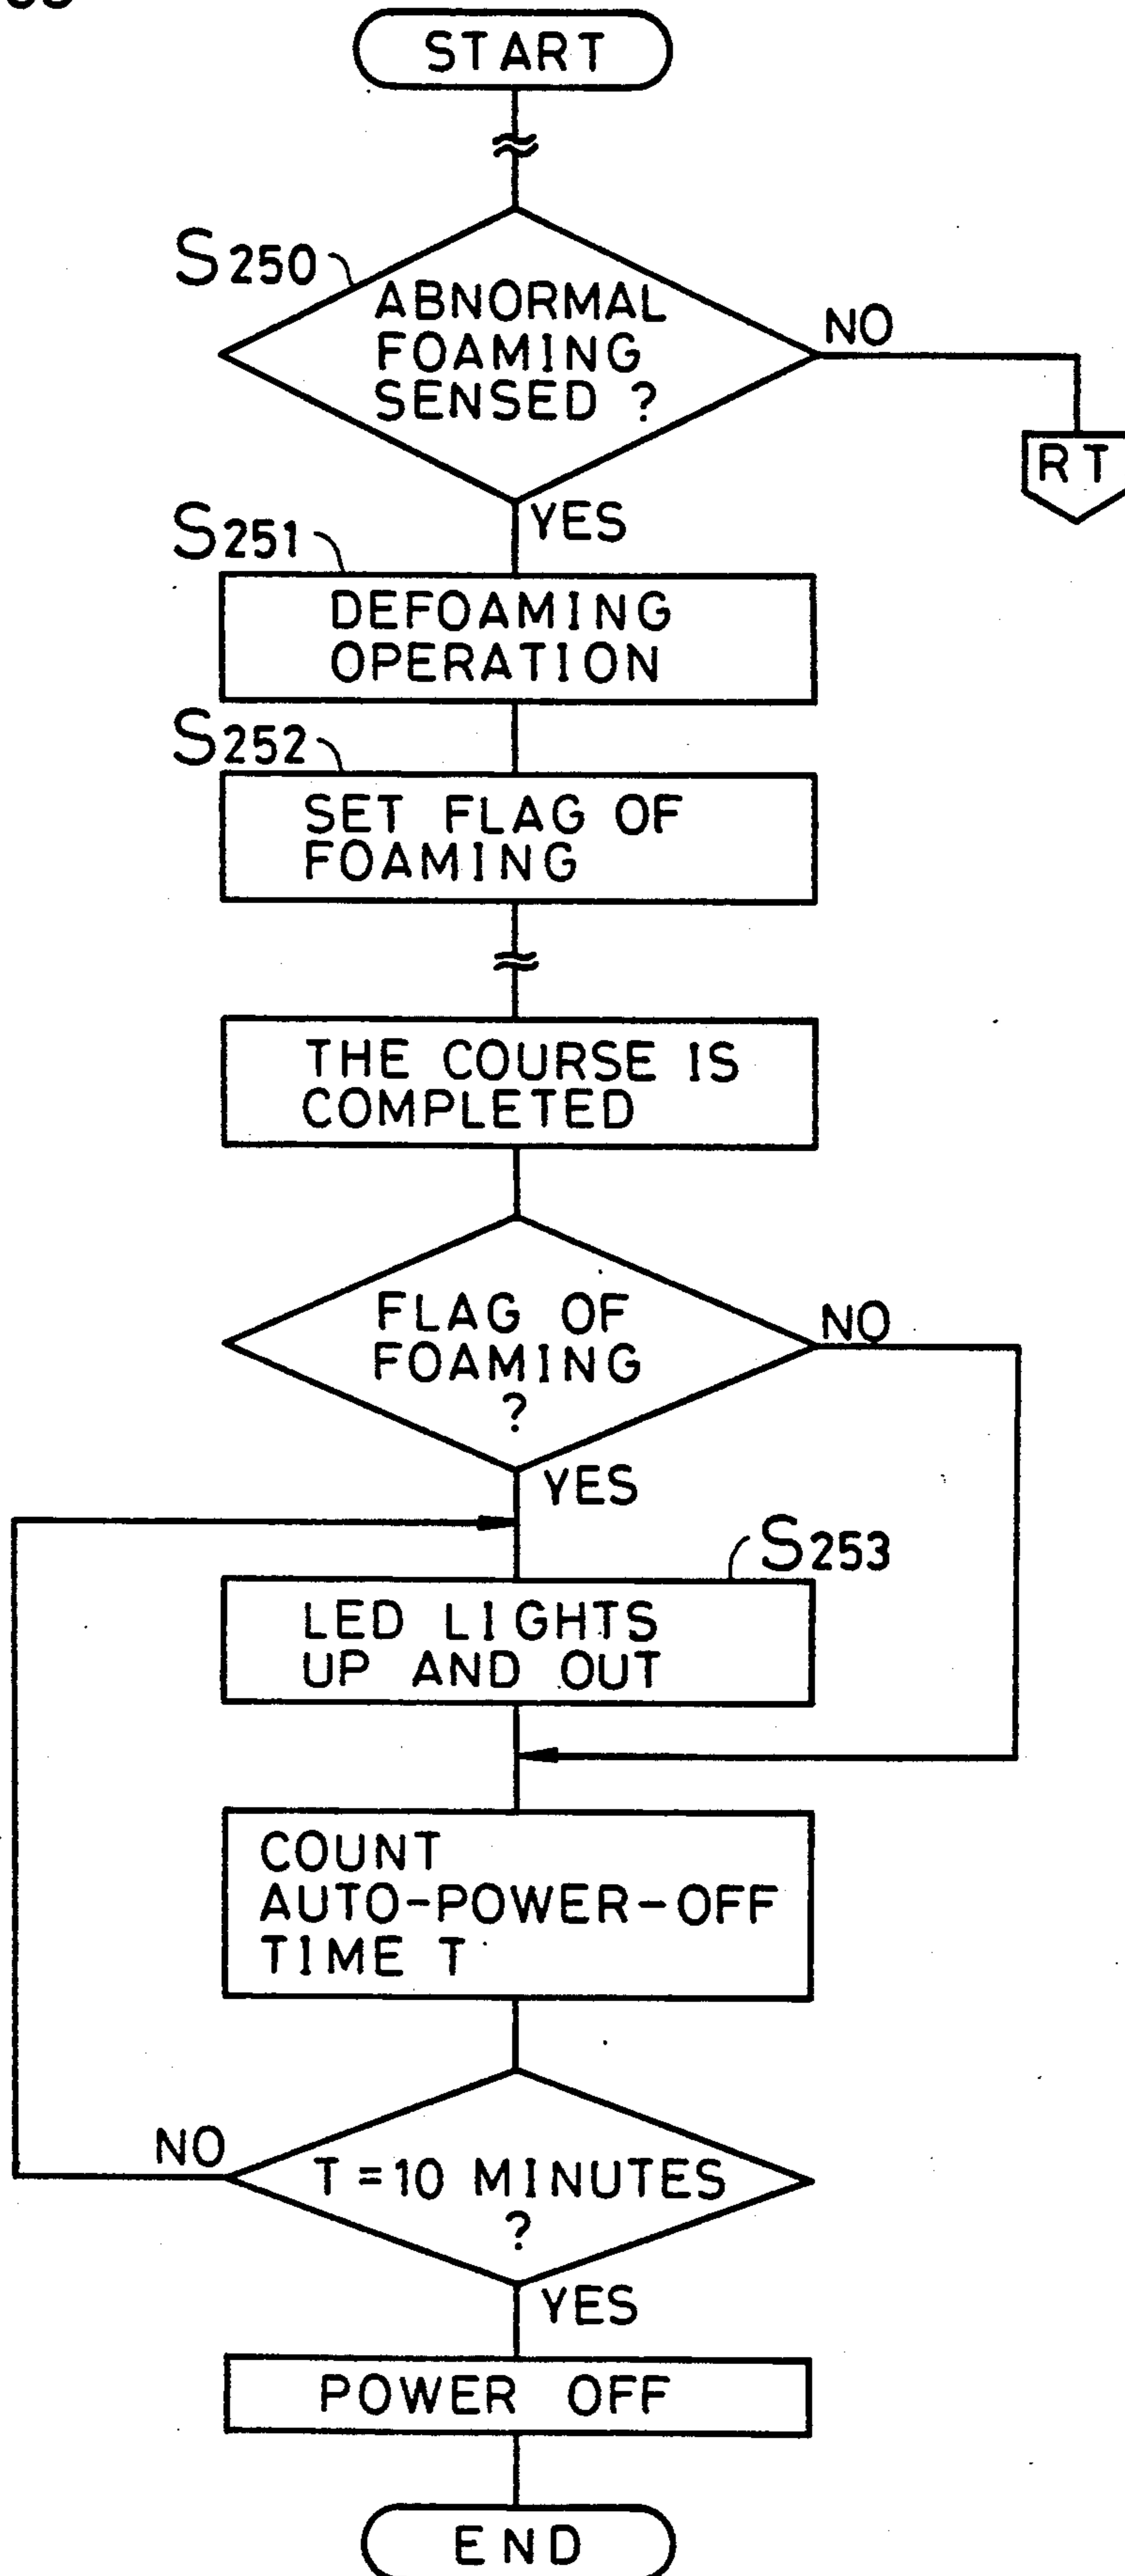 START
S250
ABNORMAL
FOAMING
SENSED ?
NO
RT
YES
S251
DEFOAMING
OPERATION
S252
SET FLAG OF
FOAMING
THE COURSE IS
COMPLETED
FLAG OF
FOAMING
?
NO
YES
S253
LED LIGHTS
UP AND OUT
COUNT
AUTO-POWER-OFF
TIME T
NO
T=10 MINUTES
?
YES
POWER OFF
END